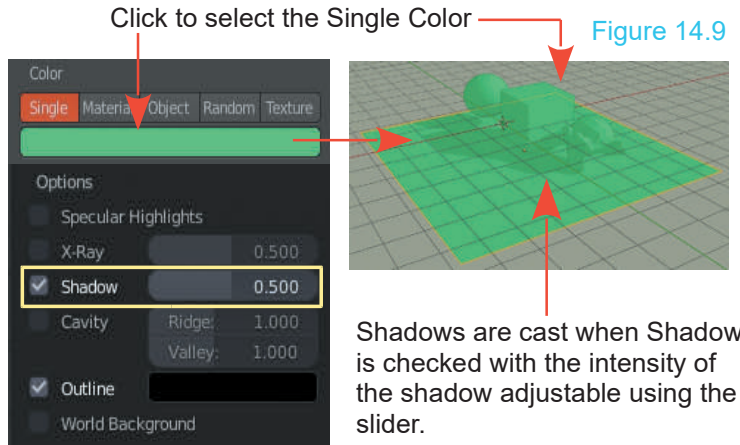 Click to select the Single Color
Figure 14.9
Color
Single Materia Object Random Texture
Options
Specular Highlights
X-Ray 0.500
Shadow 0.500
Cavity Ridge: 1.000
Valley: 1.000
Outline
World Background
Shadows are cast when Shadow
is checked with the intensity of
the shadow adjustable using the
slider.